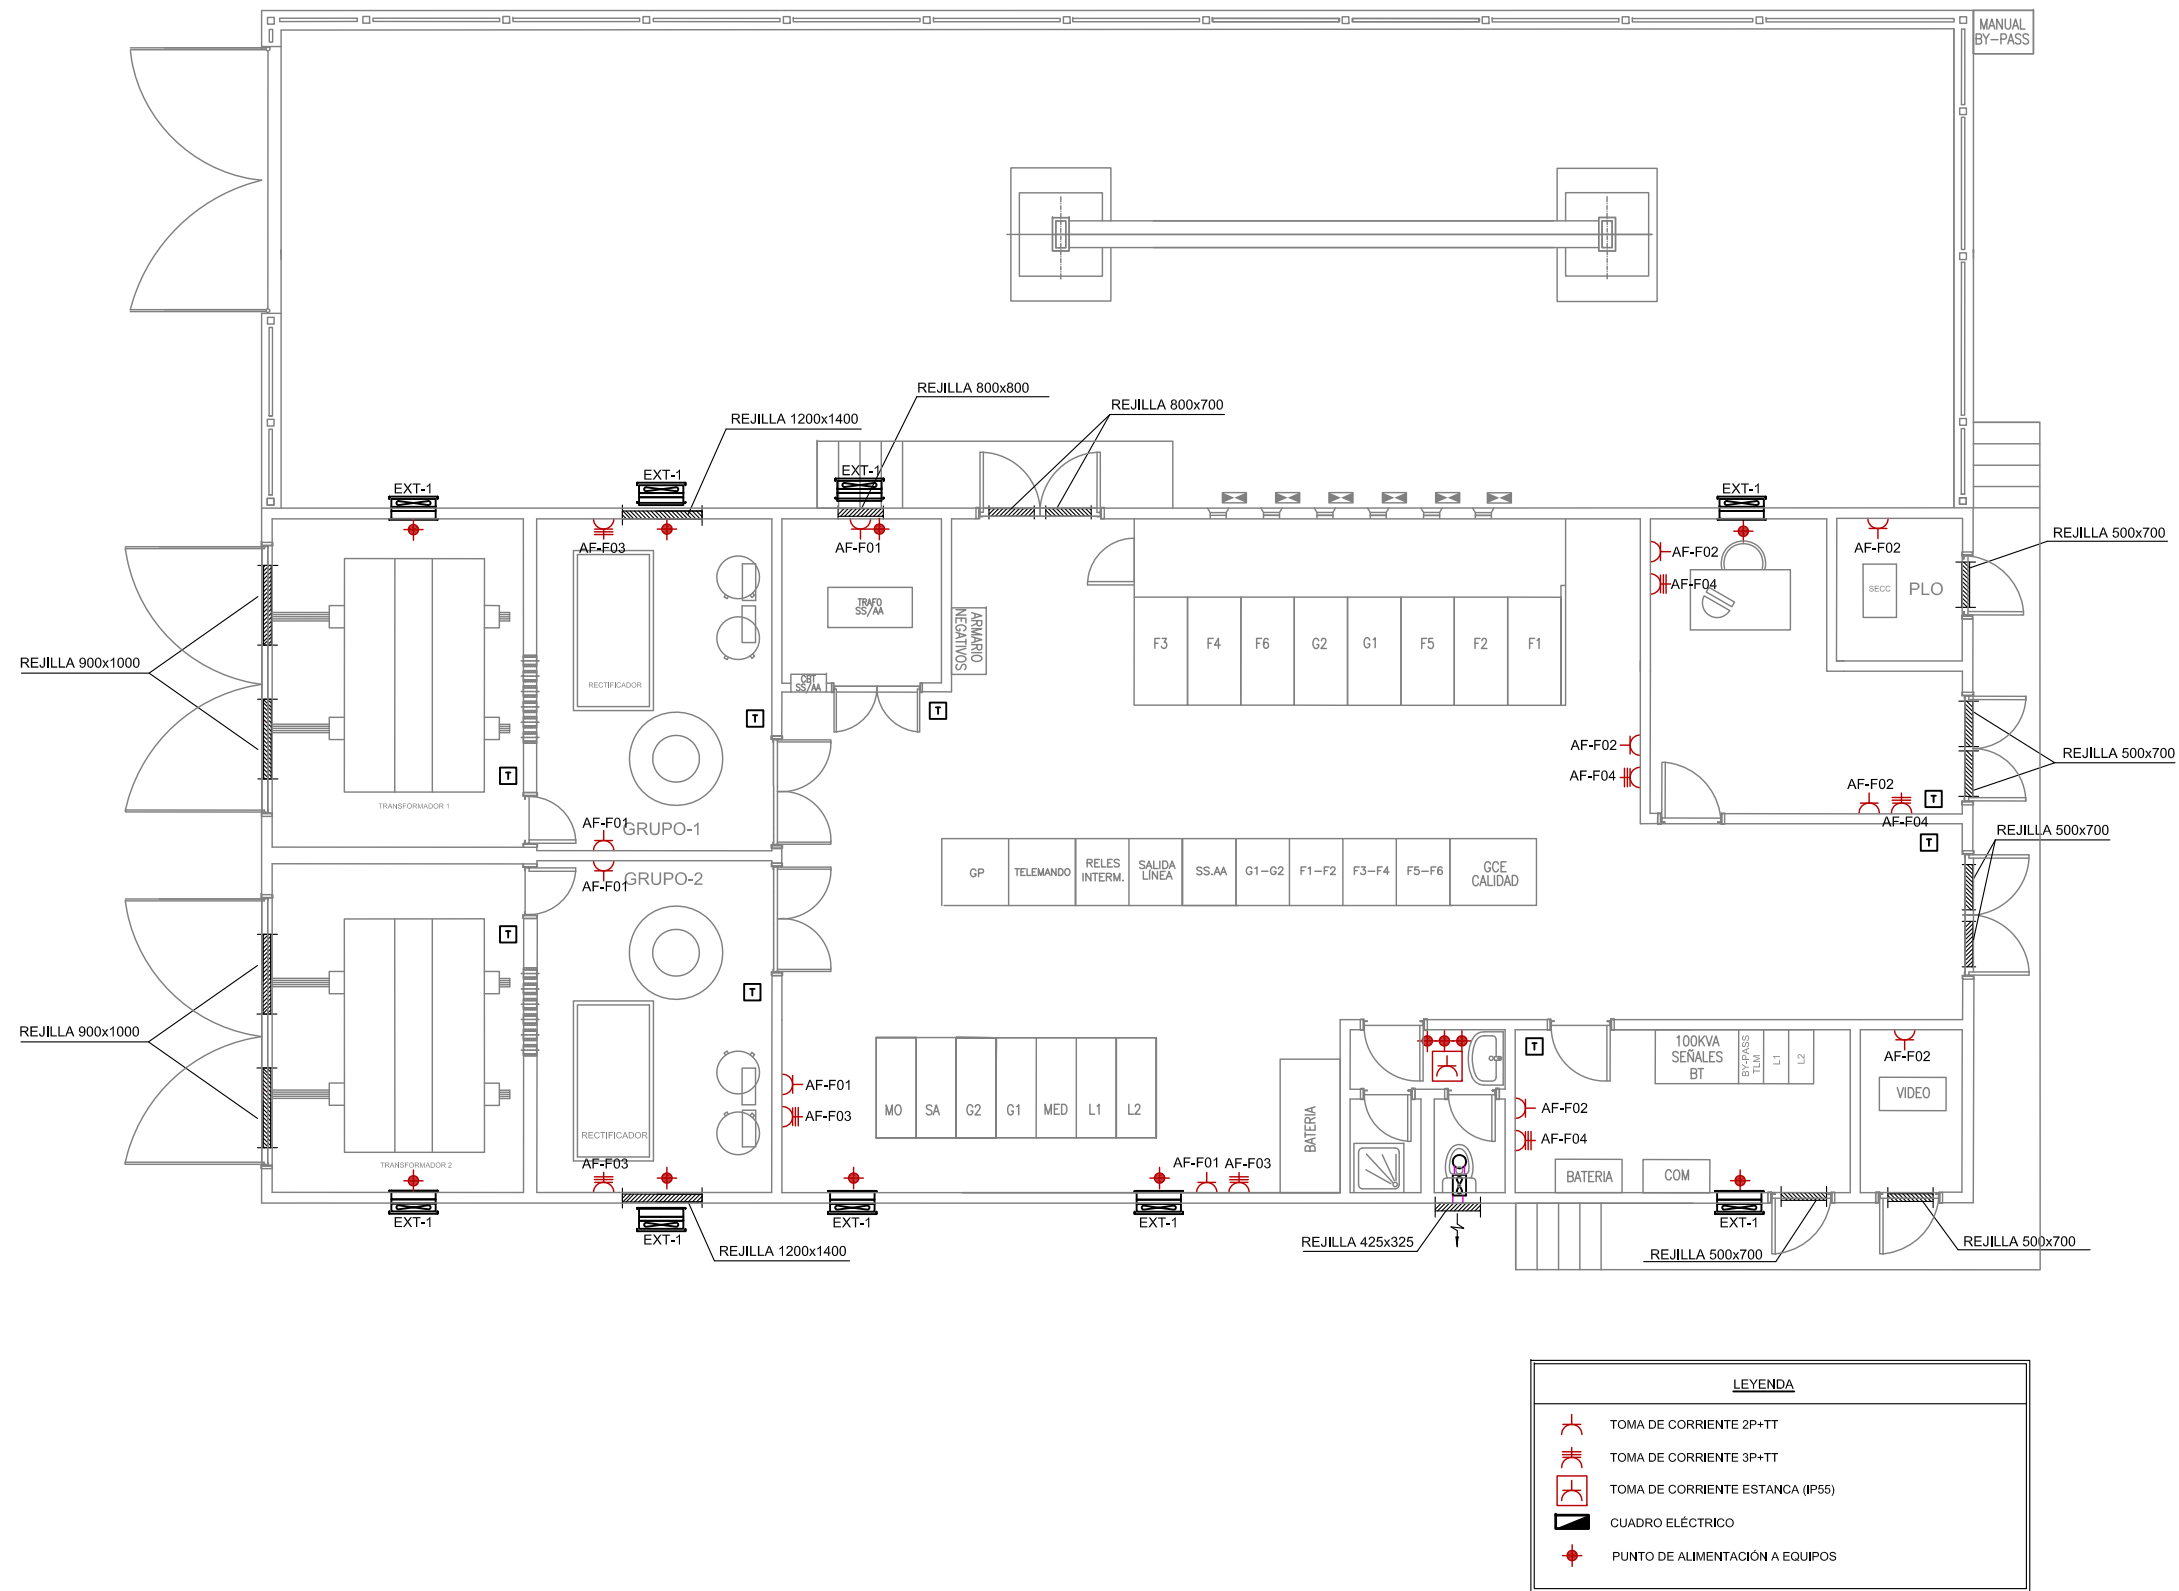 MANUAL
BY-PASS
REJILLA 800x800
REJILLA 800x700
REJILLA 1200x1400
EXT-1
EXT-1
EXT-1
EXT-1
REJILLA 500x700
AF-F03
AF-F01
AF-F02
AF-F02
AF-F04
SECC
PLO
TRAFO
SS/AA
ARMARIO
NEGATIVOS
F3
F4
F6
G2
G1
F5
F2
F1
REJILLA 900x1000
RECTIFICADOR
CBT
SS/AA
T
T
T
AF-F02
AF-F04
REJILLA 500x700
AF-F02
T
AF-F04
TRANSFORMADOR 1
AF-F01
GRUPO-1
REJILLA 500x700
T
GP
TELEMANDO
RELES
INTERM.
SALIDA
LÍNEA
SS.AA
G1-G2
F1-F2
F3-F4
F5-F6
GCE
CALIDAD
AF-F01
GRUPO-2
T
T
REJILLA 900x1000
T
100KVA
SEÑALES
BT
BY-PASS
TLM
L1
L2
AF-F02
VIDEO
AF-F01
AF-F03
MO
SA
G2
G1
MED
L1
L2
BATERIA
AF-F02
AF-F04
RECTIFICADOR
TRANSFORMADOR 2
AF-F03
AF-F01
AF-F03
BATERIA
COM
EXT-1
EXT-1
EXT-1
EXT-1
EXT-1
REJILLA 1200x1400
REJILLA 425x325
REJILLA 500x700
REJILLA 500x700
LEYENDA
TOMA DE CORRIENTE 2P+TT
TOMA DE CORRIENTE 3P+TT
TOMA DE CORRIENTE ESTANCA (IP55)
CUADRO ELÉCTRICO
PUNTO DE ALIMENTACIÓN A EQUIPOS